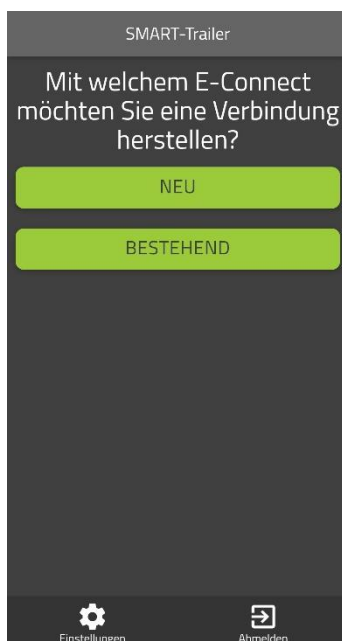 SMART-Trailer
Mit welchem E-Connect
möchten Sie eine Verbindung
herstellen?
NEU
BESTEHEND
Einstellungen
Abmelden